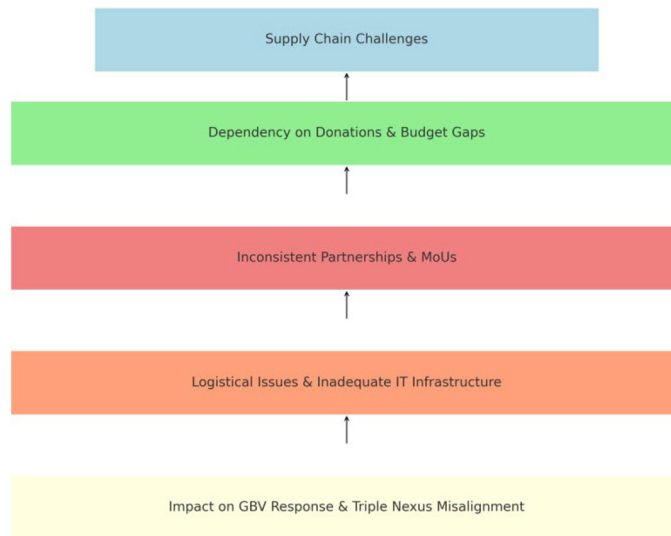 Supply Chain Challenges
Dependency on Donations & Budget Gaps
Inconsistent Partnerships & MoUs
Logistical Issues & Inadequate IT Infrastructure
Impact on GBV Response & Triple Nexus Misalignment